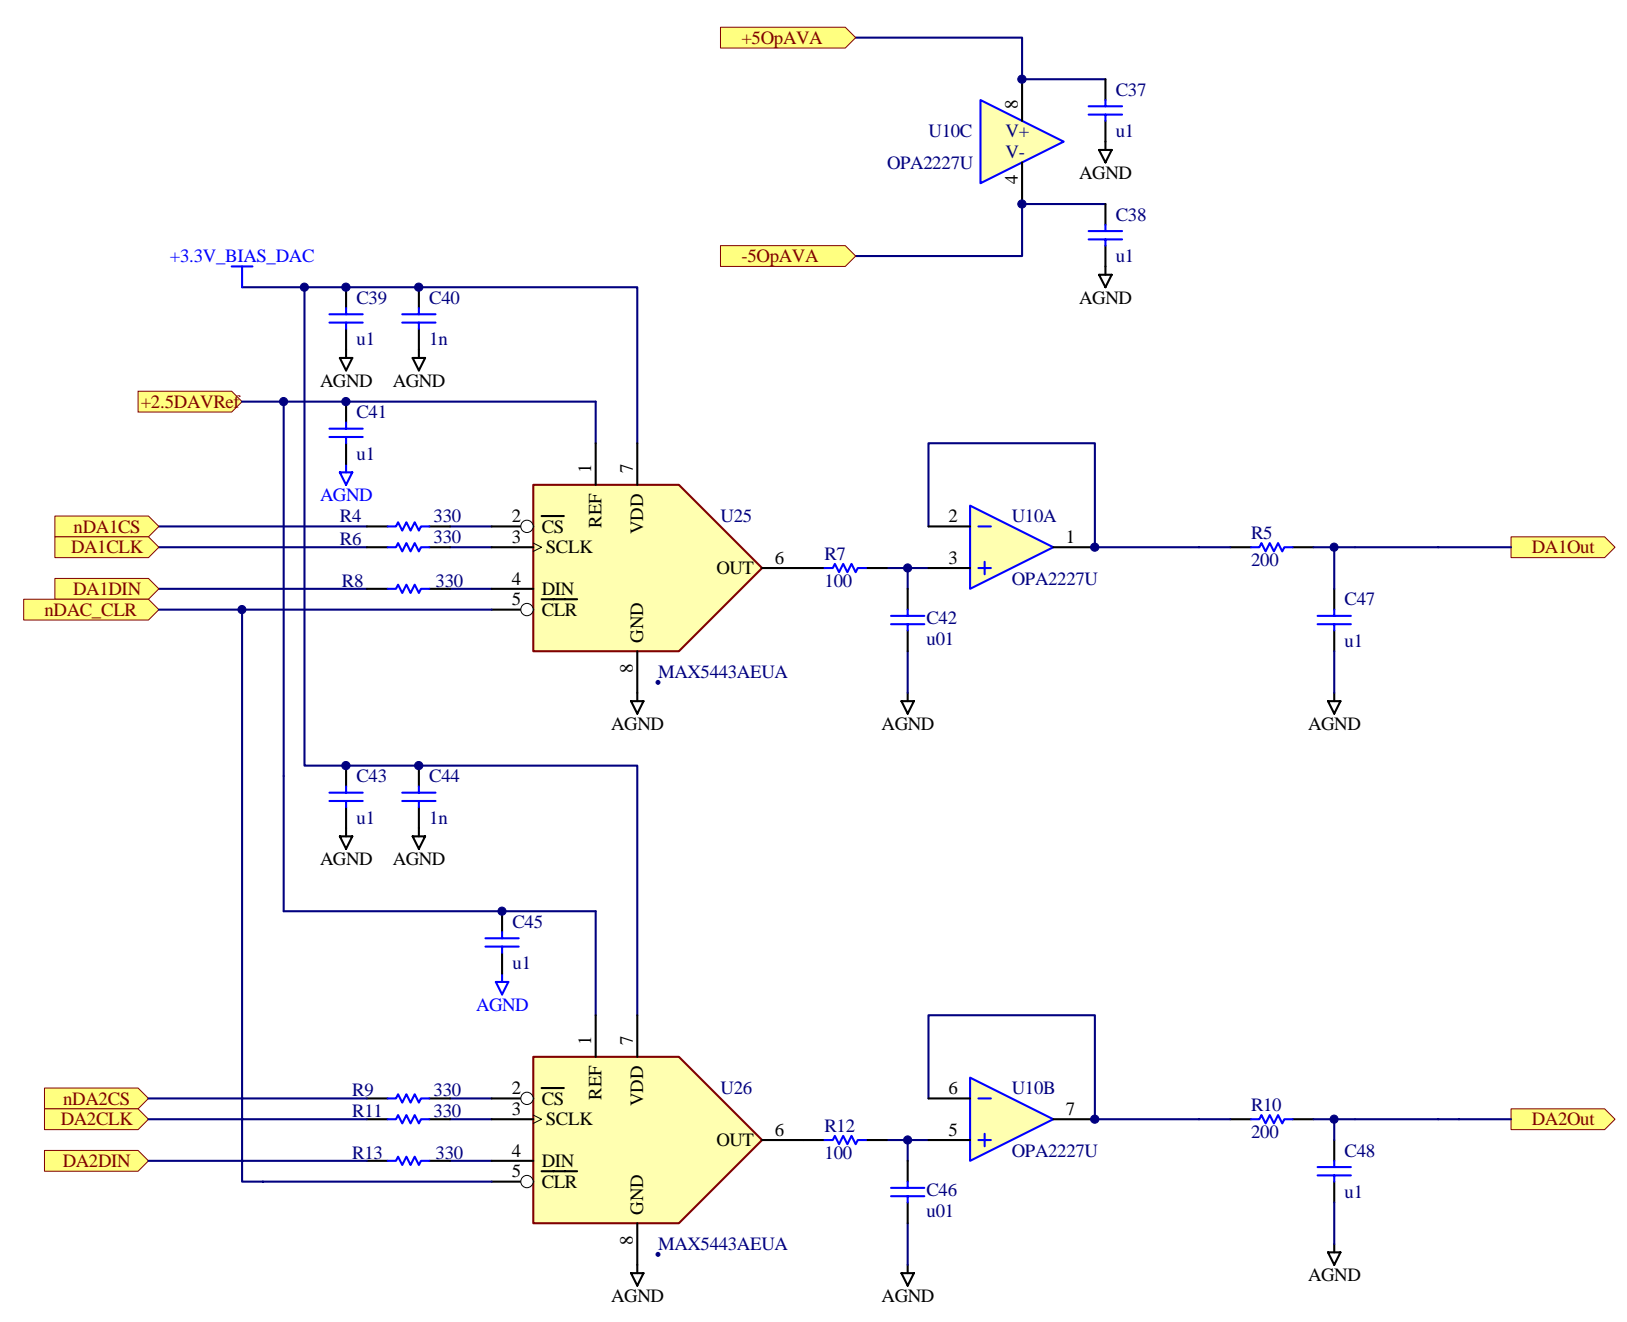 +5OpAVA
C37
u1
AGND
8
U10C
V+
V-
OPA2227U
4
C38
u1
AGND
-5OpAVA
+3.3V_BIAS_DAC
C39
u1
AGND
C40
1n
AGND
+2.5DAVRef
C41
u1
AGND
1
7
REF
VDD
U25
nDA1CS
R4
330
2
CS
DA1CLK
R6
330
3
SCLK
DA1DIN
R8
330
4
DIN
nDAC_CLR
5
CLR
GND
8
OUT
6
MAX5443AEUA
AGND
R7
100
C42
u01
AGND
2
3
U10A
1
OPA2227U
R5
200
DA1Out
C47
u1
AGND
C43
u1
AGND
C44
1n
AGND
C45
u1
AGND
1
7
REF
VDD
U26
nDA2CS
R9
330
2
CS
DA2CLK
R11
330
3
SCLK
DA2DIN
R13
330
4
DIN
5
CLR
GND
8
OUT
6
MAX5443AEUA
AGND
R12
100
C46
u01
AGND
6
5
U10B
7
OPA2227U
R10
200
DA2Out
C48
u1
AGND